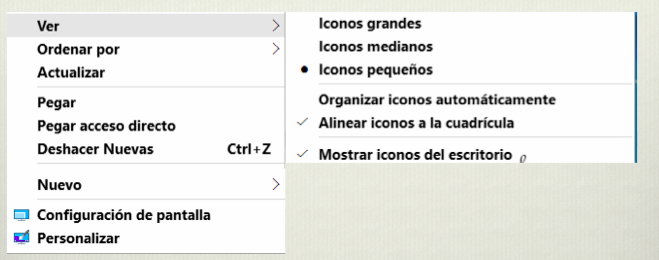 Ver
Ordenar por
Actualizar
Pegar
Pegar acceso directo
Deshacer Nuevas Ctrl+Z
Nuevo
Configuración de pantalla
Personalizar
Iconos grandes
Iconos medianos
Iconos pequeños
Organizar iconos automáticamente
Alinear iconos a la cuadrícula
Mostrar iconos del escritorio